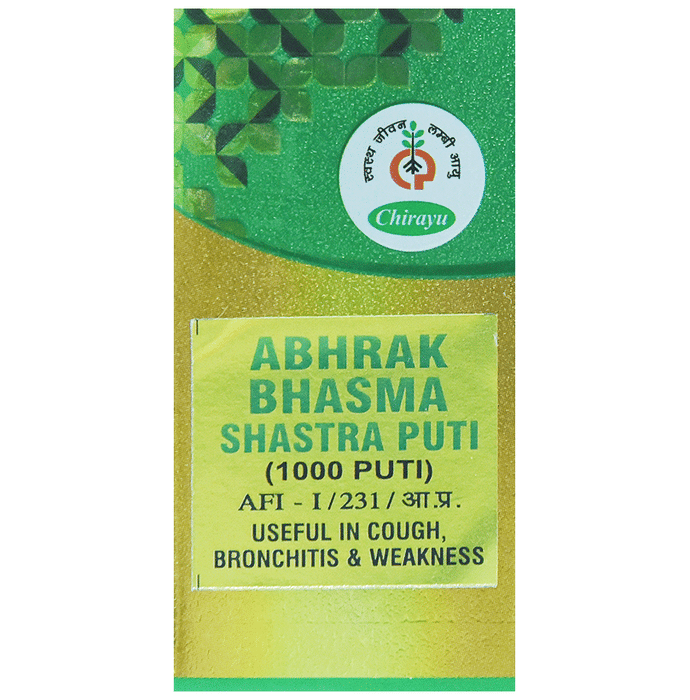 स्वस्थ जीवन लम्बी आयु
Chirayu
ABHRAK
BHASMA
SHASTRA PUTI
(1000 PUTI)
AFI - I/231/आ.प्र.
USEFUL IN COUGH,
BRONCHITIS & WEAKNESS